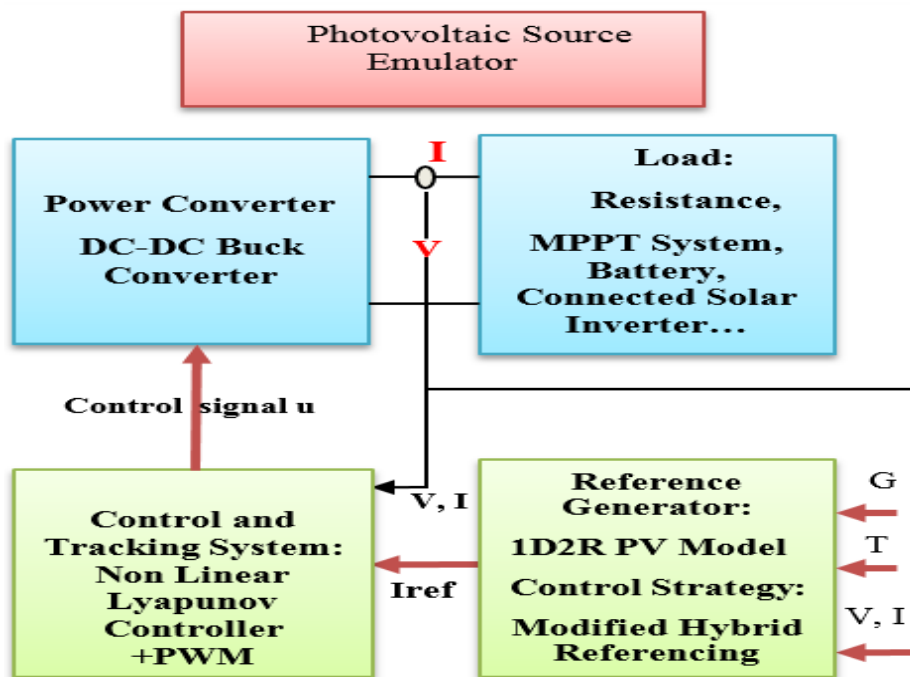 Photovoltaic Source
Emulator
Power Converter
DC-DC Buck
Converter
I
V
Load:
Resistance,
MPPT System,
Battery,
Connected Solar
Inverter…
Control signal u
Control and
Tracking System:
Non Linear
Lyapunov
Controller
+PWM
V, I
Iref
Reference
Generator:
1D2R PV Model
Control Strategy:
Modified Hybrid
Referencing
G
T
V, I